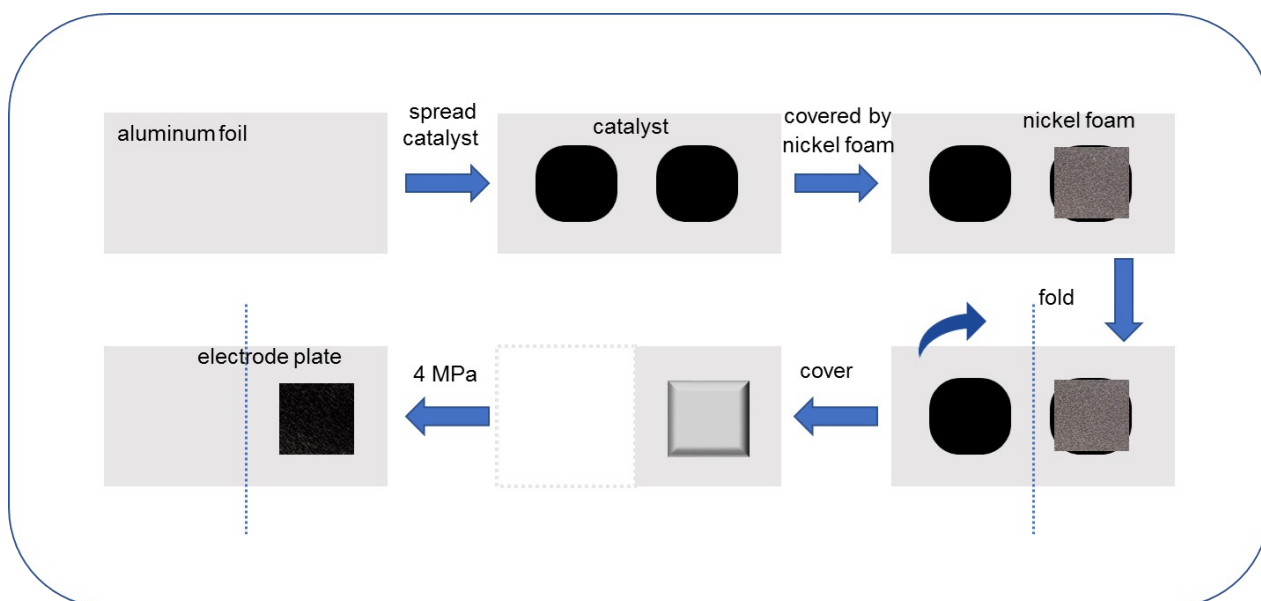 aluminum foil
spread
catalyst
catalyst
covered by
nickel foam
nickel foam
fold
electrode plate
4 MPa
cover